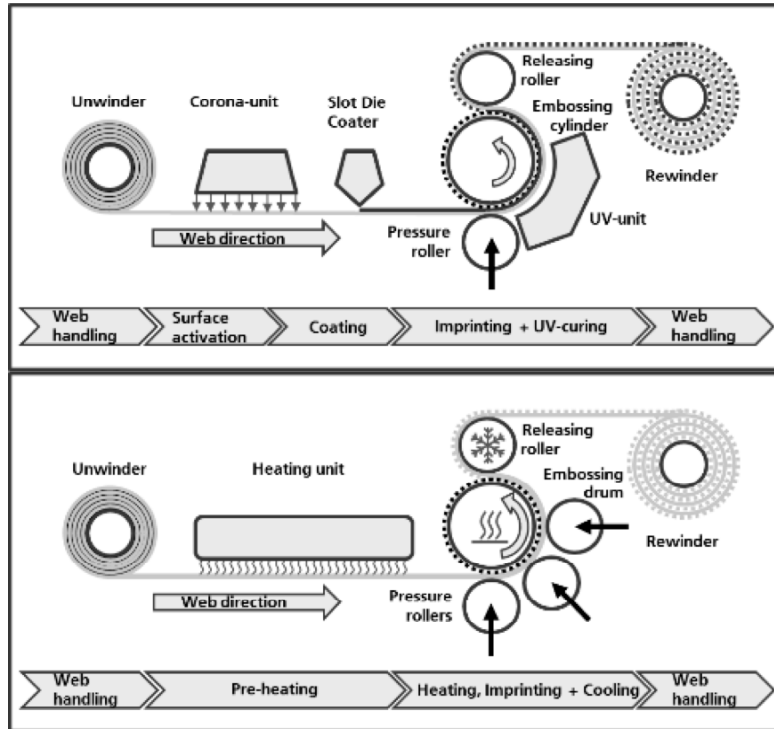 Unwinder
Corona-unit
Slot Die
Coater
Releasing
roller
Embossing
cylinder
Rewinder
UV-unit
Pressure
roller
Web direction
Web
handling
Surface
activation
Coating
Imprinting + UV-curing
Web
handling
Unwinder
Heating unit
Releasing
roller
Embossing
drum
Rewinder
Pressure
rollers
Web direction
Web
handling
Pre-heating
Heating, Imprinting + Cooling
Web
handling